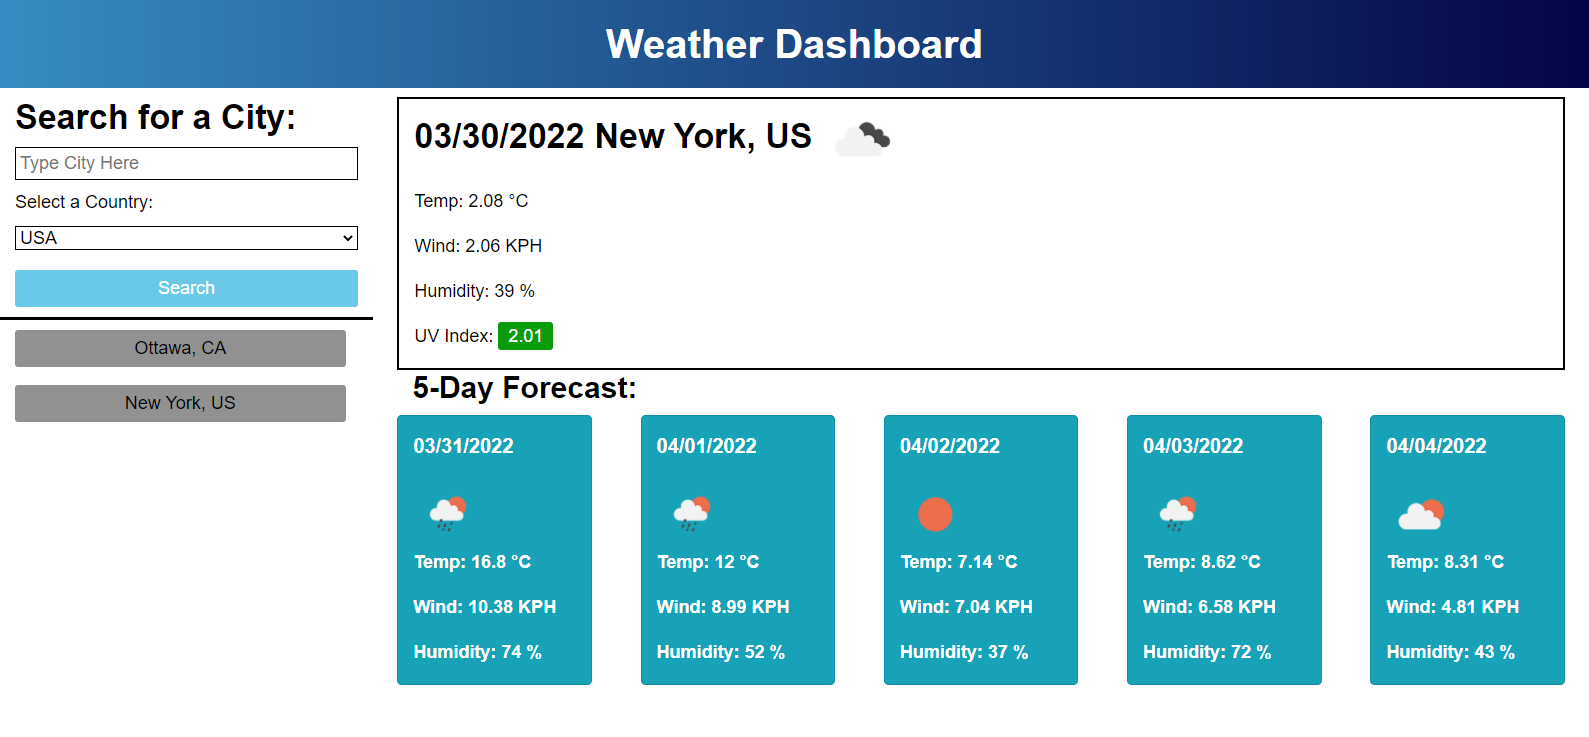 Weather Dashboard
Search for a City:
Type City Here
Select a Country:
USA
Search
Ottawa, CA
New York, US
03/30/2022 New York, US
Temp: 2.08 °C
Wind: 2.06 KPH
Humidity: 39 %
UV Index: 2.01
5-Day Forecast:
03/31/2022
Temp: 16.8 °C
Wind: 10.38 KPH
Humidity: 74 %
04/01/2022
Temp: 12 °C
Wind: 8.99 KPH
Humidity: 52 %
04/02/2022
Temp: 7.14 °C
Wind: 7.04 KPH
Humidity: 37 %
04/03/2022
Temp: 8.62 °C
Wind: 6.58 KPH
Humidity: 72 %
04/04/2022
Temp: 8.31 °C
Wind: 4.81 KPH
Humidity: 43 %